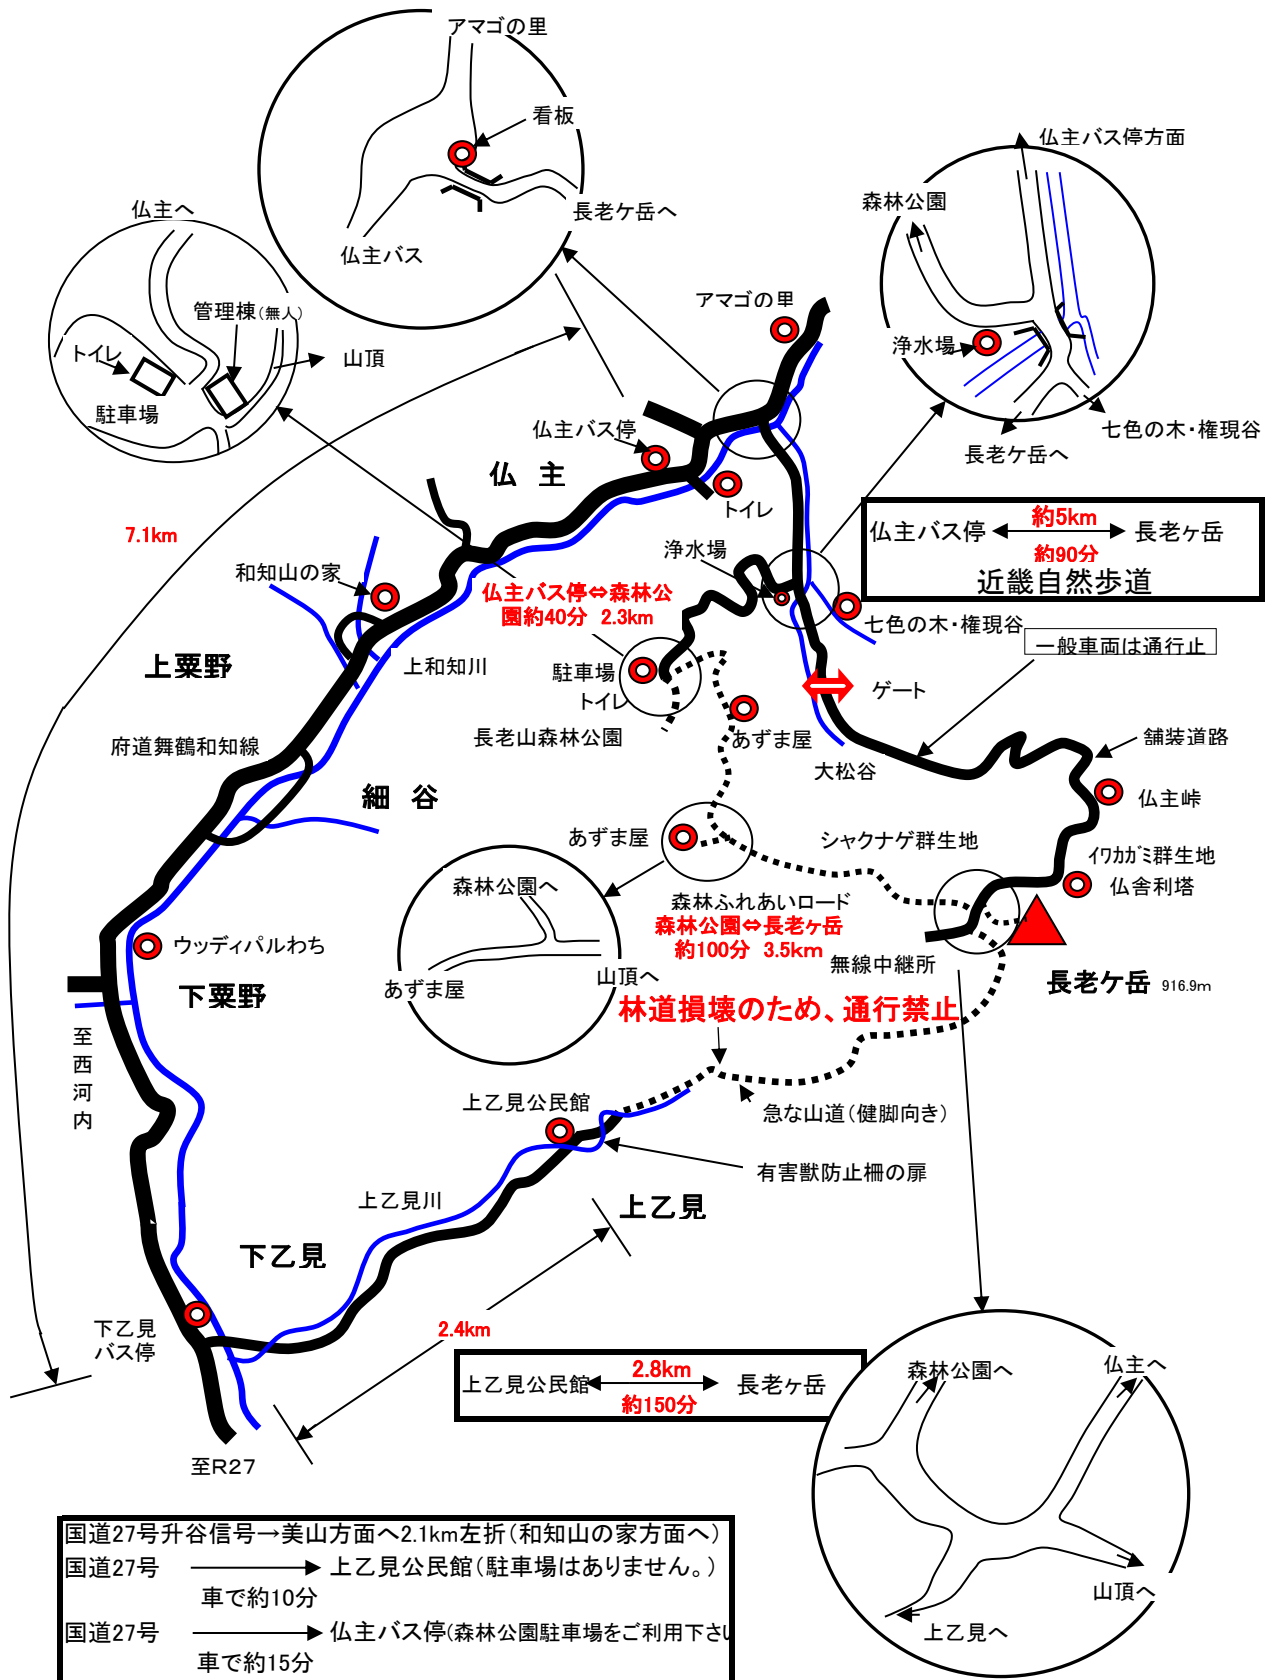 アマゴの里
看板
長老ケ岳へ
仏主バス
仏主へ
管理棟(無人)
トイレ
山頂
駐車場
仏主バス停方面
森林公園
浄水場
七色の木・権現谷
長老ケ岳へ
アマゴの里
仏主バス停
仏 主
トイレ
7.1km
仏主バス停 約5km 長老ヶ岳
約90分
近畿自然歩道
浄水場
和知山の家
仏主バス停⇔森林公
園約40分 2.3km
七色の木・権現谷
一般車両は通行止
上粟野
上和知川
駐車場
トイレ
ゲート
長老山森林公園
あずま屋
舗装道路
府道舞鶴和知線
大松谷
細 谷
仏主峠
あずま屋
シャクナゲ群生地
イワカガミ群生地
仏舎利塔
森林公園へ
森林ふれあいロード
森林公園⇔長老ヶ岳
約100分 3.5km
ウッディパルわち
無線中継所
あずま屋
山頂へ
長老ケ岳 916.9m
下粟野
林道損壊のため、通行禁止
至
西
河
内
上乙見公民館
急な山道(健脚向き)
有害獣防止柵の扉
上乙見川
上乙見
下乙見
下乙見
バス停
2.4km
上乙見公民館 2.8km 長老ヶ岳
約150分
森林公園へ
仏主へ
山頂へ
上乙見へ
至R27
国道27号升谷信号→美山方面へ2.1km左折(和知山の家方面へ)
国道27号 → 上乙見公民館(駐車場はありません。)
車で約10分
国道27号 → 仏主バス停(森林公園駐車場をご利用下さい
車で約15分